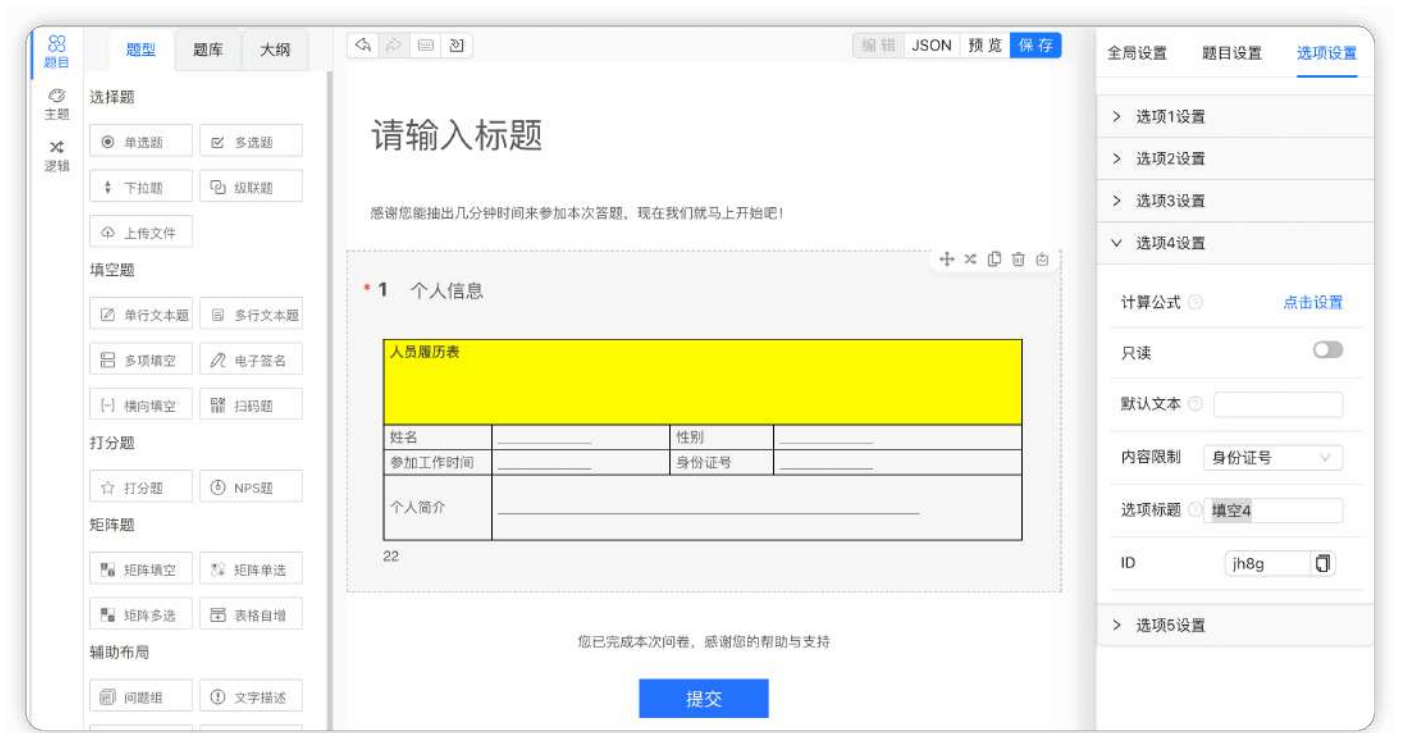 题目
主题
逻辑
题型 题库 大纲
选择题
单选题 多选题
下拉题 级联题
上传文件
填空题
单行文本题 多行文本题
多项填空 电子签名
横向填空 扫码题
打分题
打分题 NPS题
矩阵题
矩阵填空 矩阵单选
矩阵多选 表格自增
辅助布局
问题组 文字描述
编辑 JSON 预览 保存
请输入标题
感谢您能抽出几分钟时间来参加本次答题，现在我们就马上开始吧！
* 1 个人信息
人员履历表
姓名 性别
参加工作时间 身份证号
个人简介
22
您已完成本次问卷，感谢您的帮助与支持
提交
全局设置 题目设置 选项设置
选项1设置
选项2设置
选项3设置
选项4设置
计算公式 点击设置
只读
默认文本
内容限制 身份证号
选项标题 填空4
ID jh8g
选项5设置